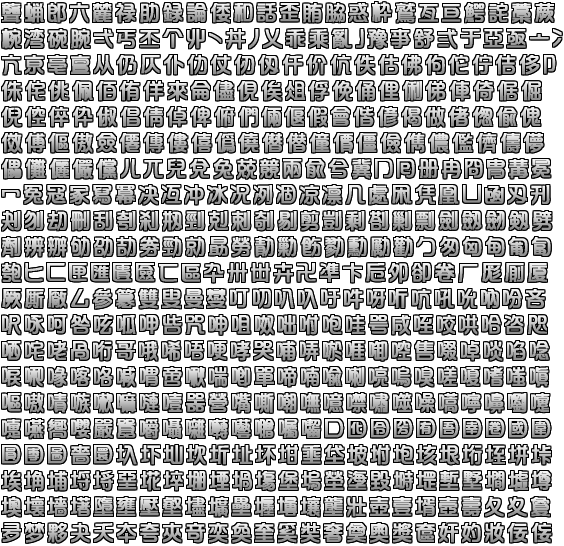 聾蝋郎六麓禄肋録論倭和話歪賄脇惑枠鷲亙亘鰐詫藁蕨
椀湾碗腕弌丐丕个丱丶丼丿乂乖乘亂亅豫亊舒弍于亞亟亠
亢亰亳亶从仍仄仆仂仗仞仭仟价伉佚估佛佝佗佇佶侈
侏侘佻佩佰侑佯來侖儘俔俟俎俘俛俑俚俐俤俥倚倨倔
倪倥倅伜俶倡倩倬俾俯們倆偃假會偕偐偈做偖偬偸傀
傚傅傴傲僉僊傳僂僖僞僥僭僣僮價僵儉儁儂儖儕儔儚
儡儺儷儼儻儿兀兒兌兔兢竸兩兪兮冀冂囘册冉冏冑冓冕
冖冤冦冢冩冪冫决冱冲冰况冽凅凉凛几處凩凭凰凵凾刄刋
刔刎刧刪刮刳刹剏剄剋剌剞剔剪剴剩剳剿剽劍劔劒剱劈
劑辨辧劬劭劼劵勁勍勗勞勣勦飭勠勳勵勸勹匆匈甸匍匐
匏匕匚匣匯匱匳匸區卆卅丗卉卍凖卞卩卮夘卻卷厂厖厠厦
厥厮厰厶參簒雙叟曼燮叮叨叭叺吁吽呀听吭吼吮吶吩吝
呎咏呵咎呟呱呷呰咒呻咀呶咄咐咆哇咢咸咥咬哄哈咨咫
哂咤咾咼哘哥哦唏唔哽哮哭哺哢唹啀啣啌售啜啅啖啗唸
唳啝喙喀咯喊喟啻啾喘喞單啼喃喩喇喨嗚嗅嗟嗄嗜嗤嗔
嘔嗷嘖嗾嗽嘛嗹噎噐營嘴嘶嘲嘸噫噤嘯噬噪嚆嚀嚊嚠嚔
嚏嚥嚮嚶嚴囂嚼囁囃囀囈囎囑囓囗囮囹圀囿圄圉圈國圍
圓團圖嗇圜圦圷圸坎圻址坏坩埀垈坡坿垉垓垠垳垤垪垰
埃埆埔埒埓堊埖埣堋堙堝塲堡塢塋塰毀塒堽塹墅墹墟墫
墺壞墻墸墮壅壓壑壗壙壘壥壜壤壟壯壺壹壻壼壽夂夊夐
夛梦夥夬夭夲夸夾竒奕奐奎奚奘奢奠奧奬奩奸妁妝佞侫